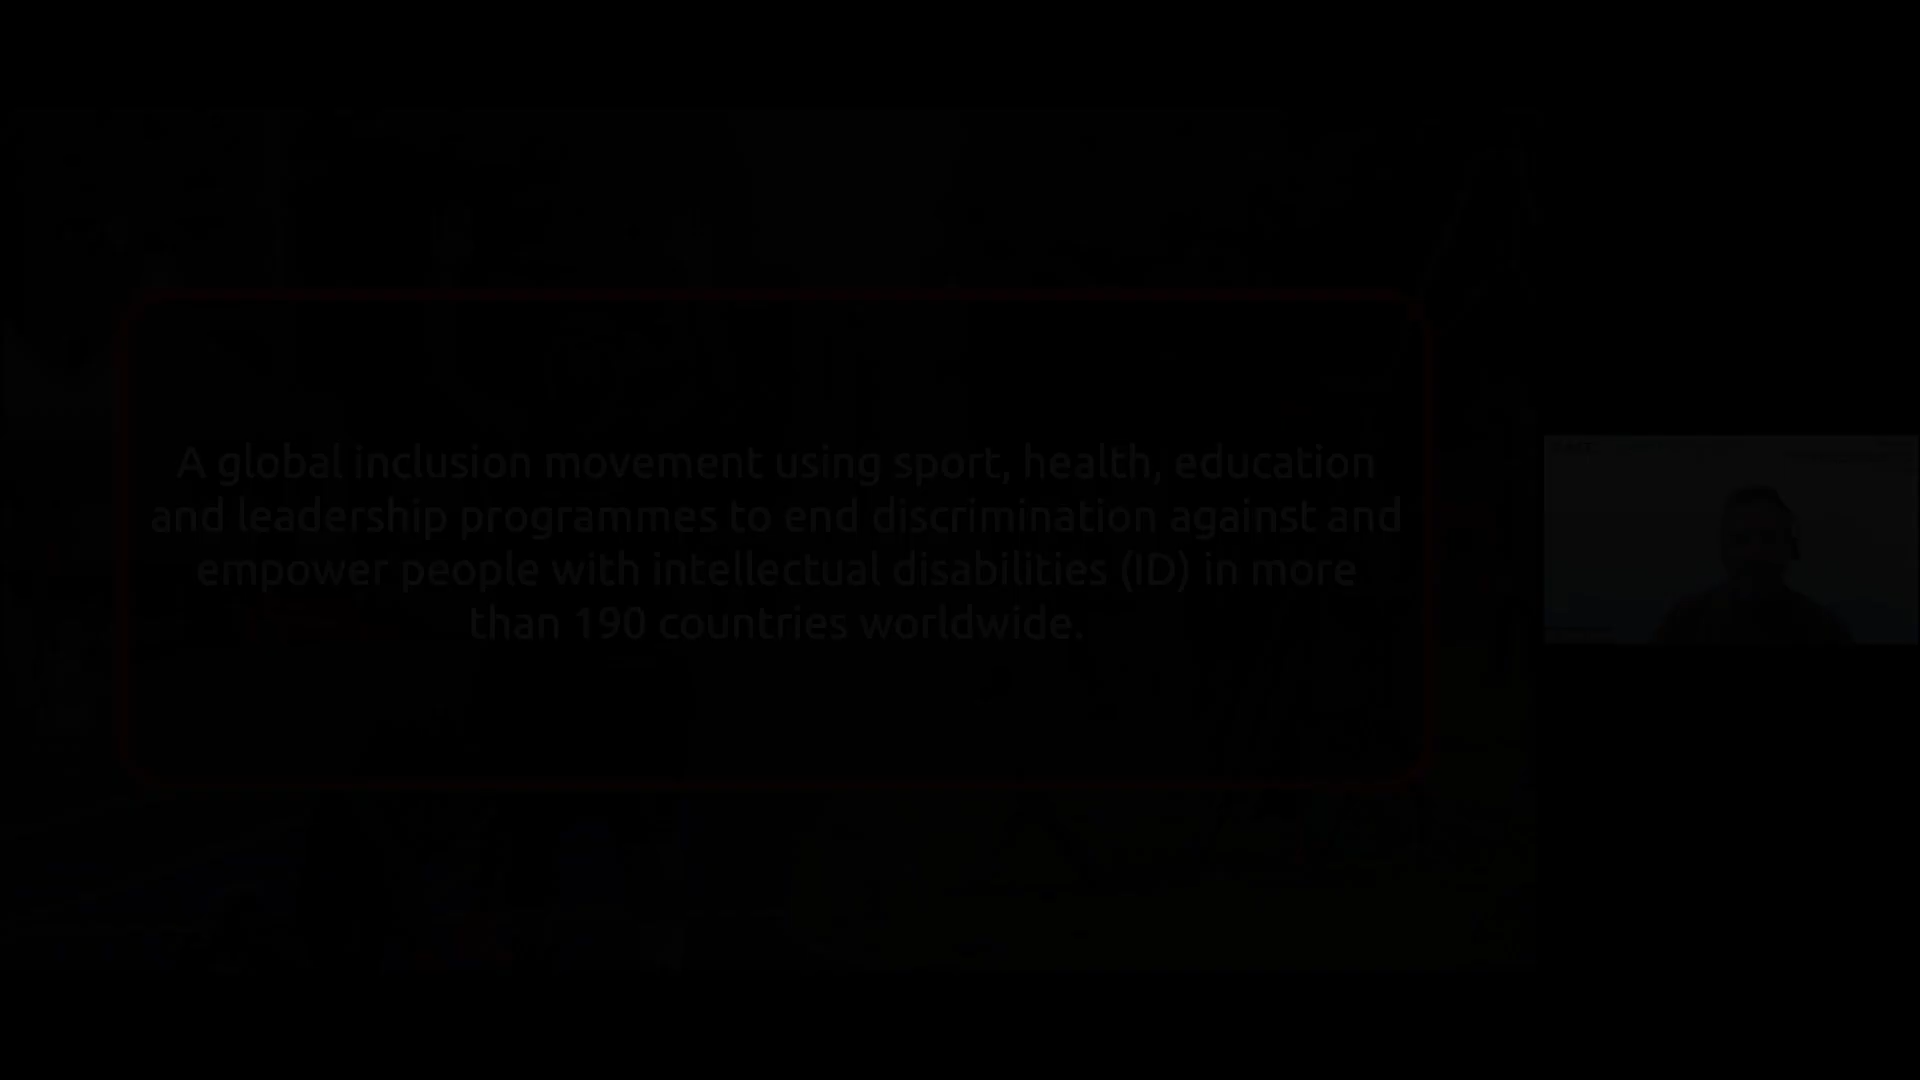 A global inclusion movement using sport, health, education
and leadership programmes to end discrimination against and
empower people with intellectual disabilities (ID) in more
than 190 countries worldwide.